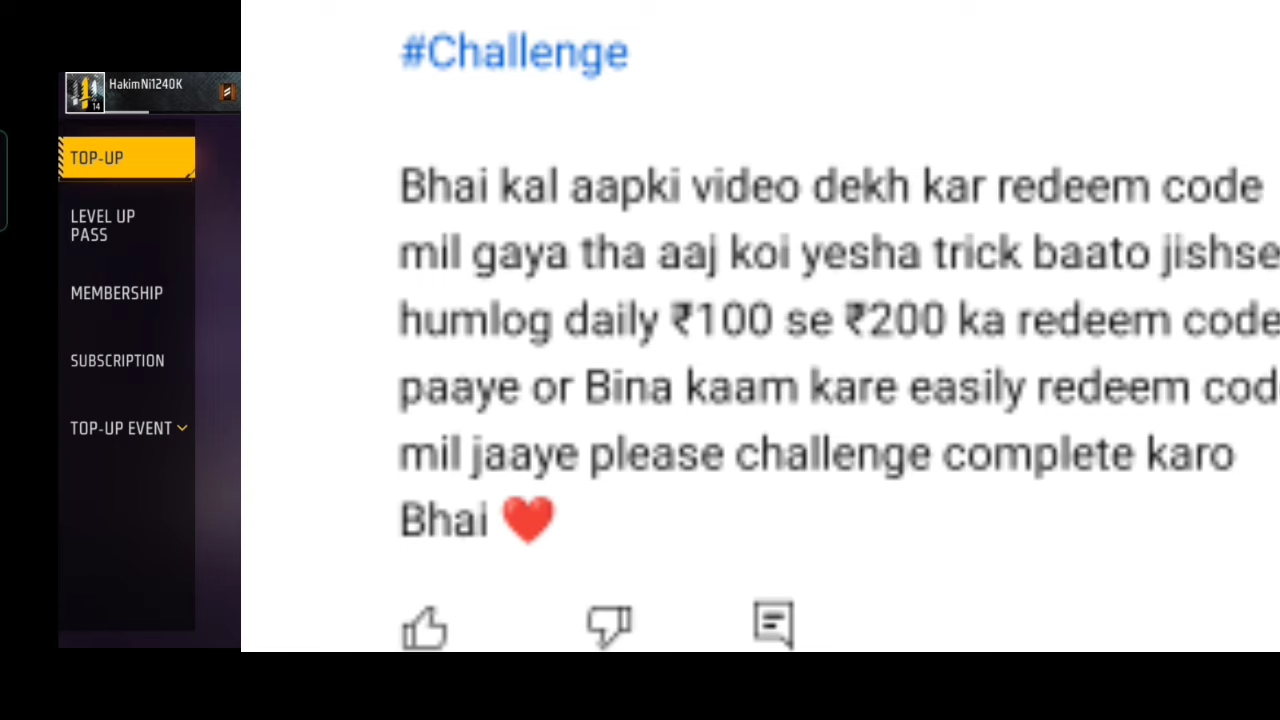 HakimNi1240K
14
TOP-UP
LEVEL UP
PASS
MEMBERSHIP
SUBSCRIPTION
TOP-UP EVENT
#Challenge
Bhai kal aapki video dekh kar redeem code
mil gaya tha aaj koi yesha trick baato jishse
humlog daily ₹100 se ₹200 ka redeem code
paaye or Bina kaam kare easily redeem cod
mil jaaye please challenge complete karo
Bhai ❤️